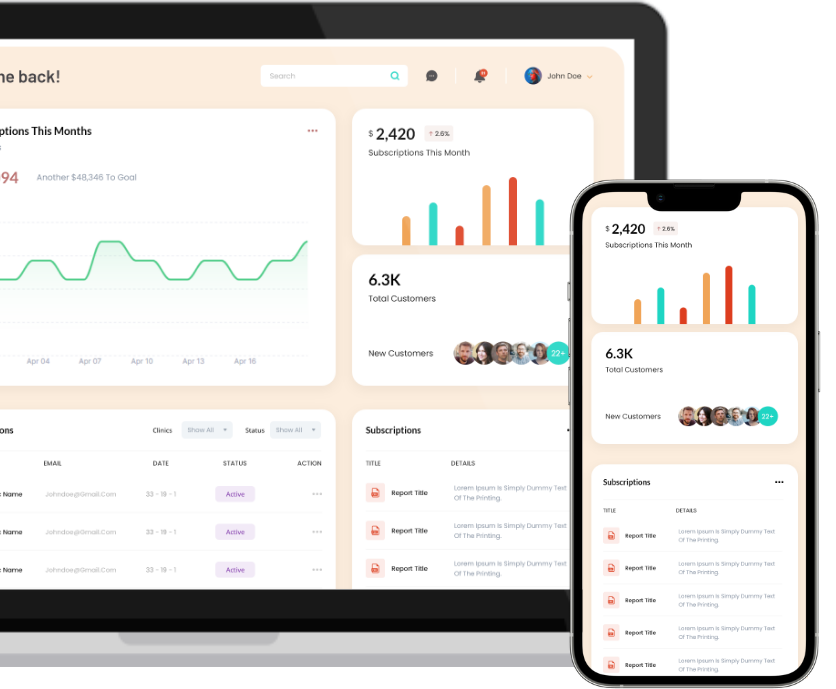 ne back!
Search
John Doe
ptions This Months
94
Another $48,346 To Goal
Apr 04
Apr 07
Apr 10
Apr 13
Apr 16
$ 2,420
↑ 2.6%
Subscriptions This Month
6.3K
Total Customers
New Customers
22+
ons
Clinics
Show All
Status
Show All
EMAIL
DATE
STATUS
ACTION
Name
Johndoe@Gmail.Com
33 - 19 - 1
Active
Name
Johndoe@Gmail.Com
33 - 19 - 1
Active
Name
Johndoe@Gmail.Com
33 - 19 - 1
Active
Subscriptions
TITLE
DETAILS
Report Title
Lorem Ipsum Is Simply Dummy Text
Of The Printing.
Report Title
Lorem Ipsum Is Simply Dummy Text
Of The Printing.
Report Title
Lorem Ipsum Is Simply Dummy Text
Of The Printing.
$ 2,420
↑ 2.6%
Subscriptions This Month
6.3K
Total Customers
New Customers
22+
Subscriptions
TITLE
DETAILS
Report Title
Lorem Ipsum Is Simply Dummy Text
Of The Printing.
Report Title
Lorem Ipsum Is Simply Dummy Text
Of The Printing.
Report Title
Lorem Ipsum Is Simply Dummy Text
Of The Printing.
Report Title
Lorem Ipsum Is Simply Dummy Text
Of The Printing.
Report Title
Lorem Ipsum Is Simply Dummy Text
Of The Printing.